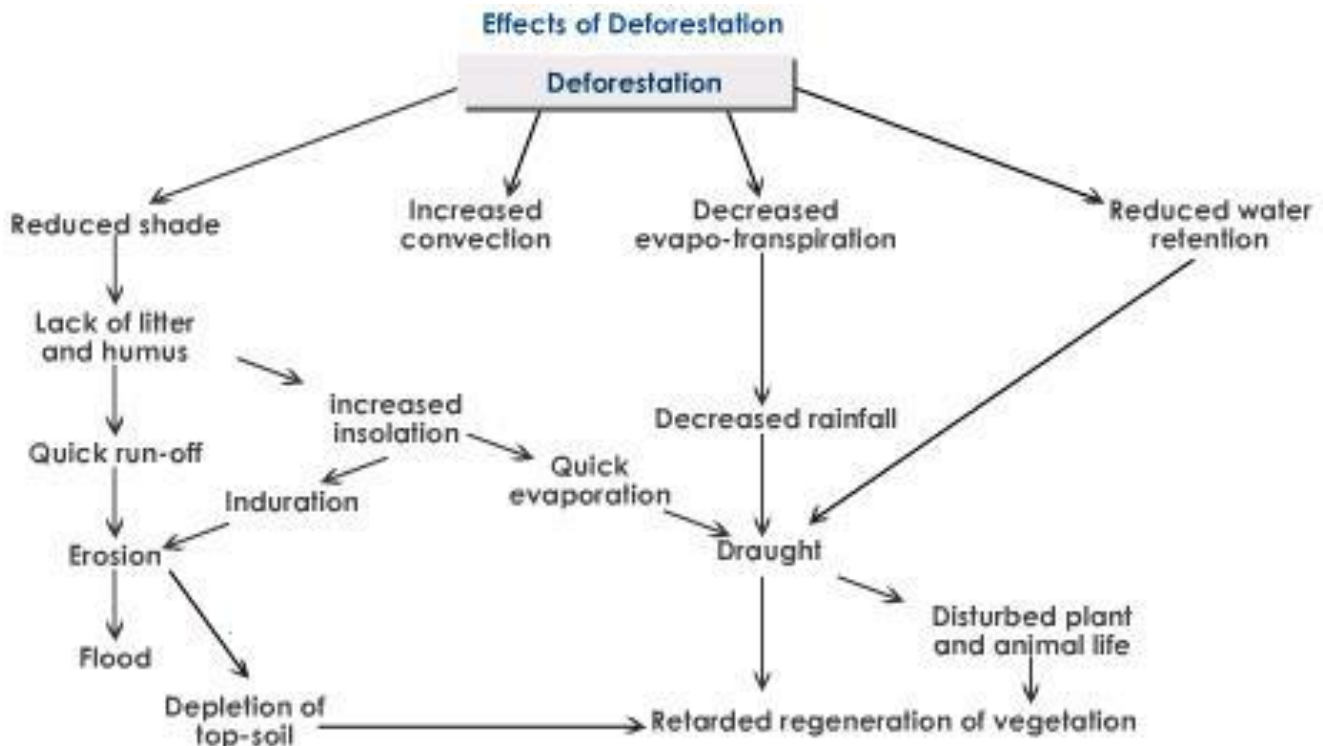 Effects of Deforestation
Deforestation
Reduced shade
Increased
convection
Decreased
evapo-transpiration
Reduced water
retention
Lack of litter
and humus
increased
insolation
Decreased rainfall
Quick run-off
Quick
evaporation
Induration
Erosion
Draught
Disturbed plant
and animal life
Flood
Depletion of
top-soil
Retarded regeneration of vegetation